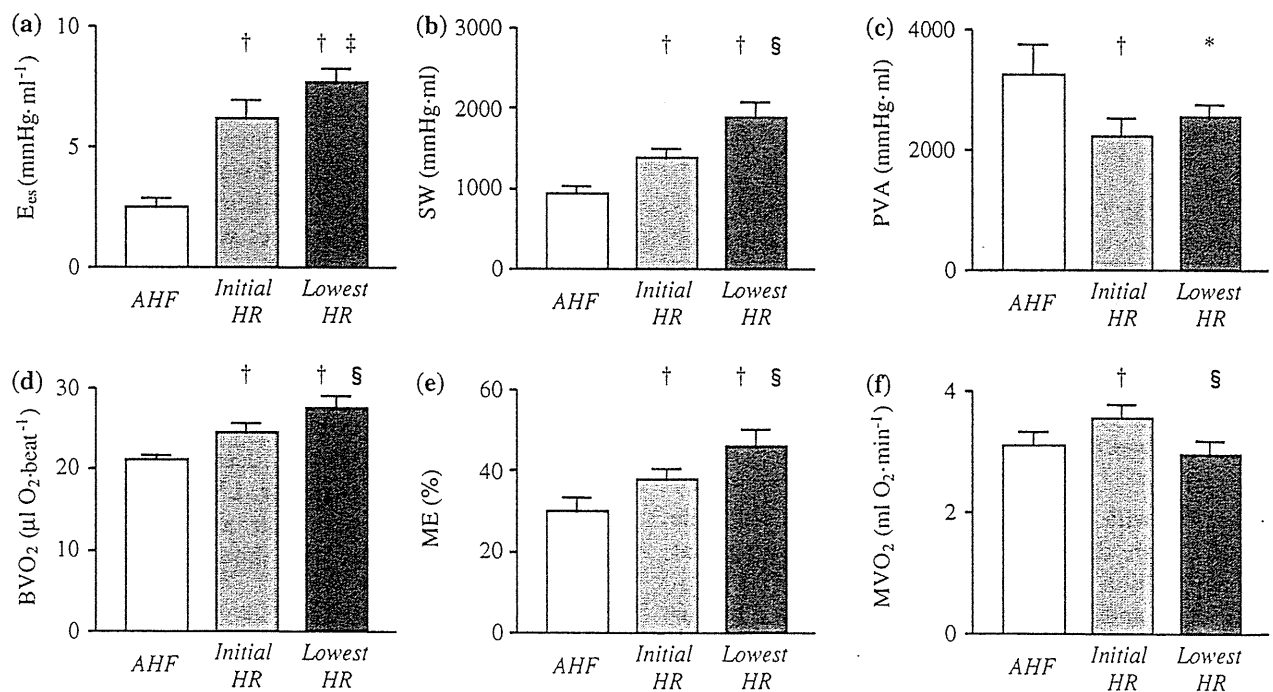 (a)
10
5
0
E_es (mmHg·ml⁻¹)
†
† ‡
AHF
Initial HR
Lowest HR
(b)
3000
2000
1000
0
SW (mmHg·ml)
†
† §
AHF
Initial HR
Lowest HR
(c)
4000
2000
0
PVA (mmHg·ml)
†
*
AHF
Initial HR
Lowest HR
(d)
30
20
10
0
BVO₂ (μl O₂·beat⁻¹)
†
† §
AHF
Initial HR
Lowest HR
(e)
60
40
20
0
ME (%)
†
† §
AHF
Initial HR
Lowest HR
(f)
4
2
0
MVO₂ (ml O₂·min⁻¹)
†
§
AHF
Initial HR
Lowest HR